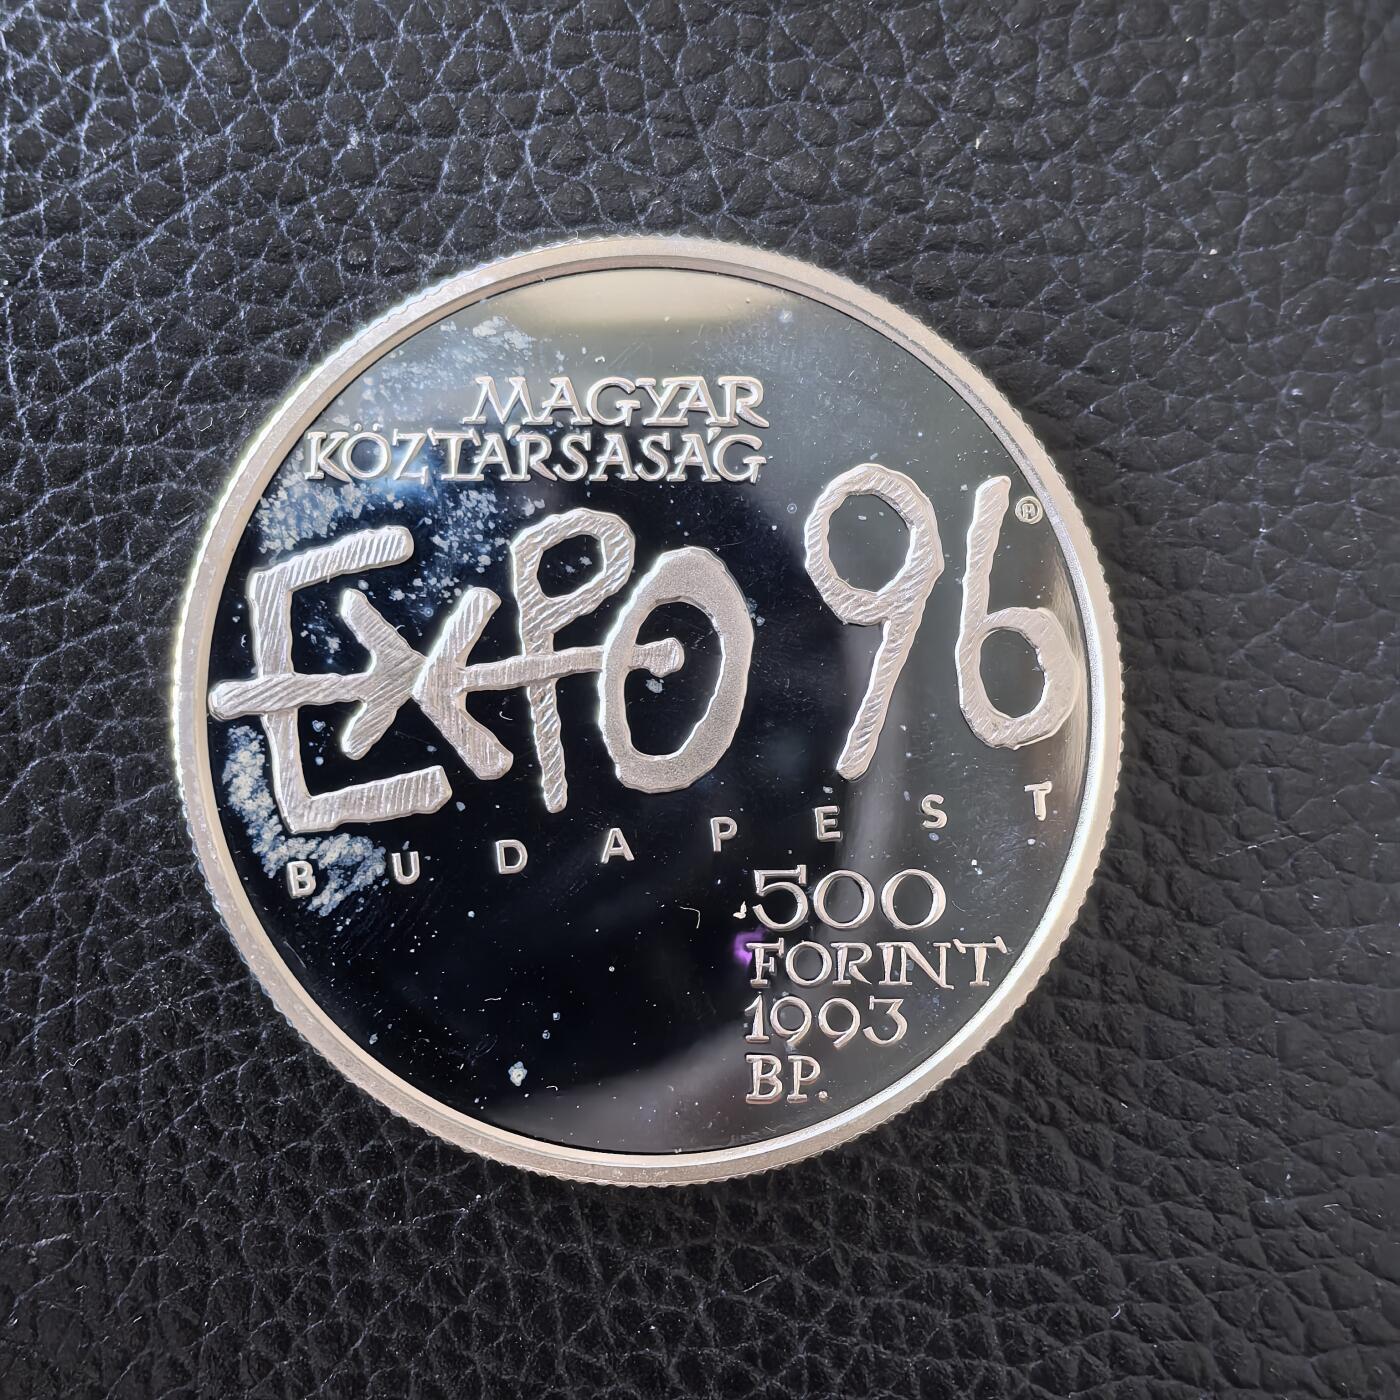 MAGYAR
KÖZTÁRSASÁG
EXPO 96
®
BUDAPEST
500
FORINT
1993
BP.